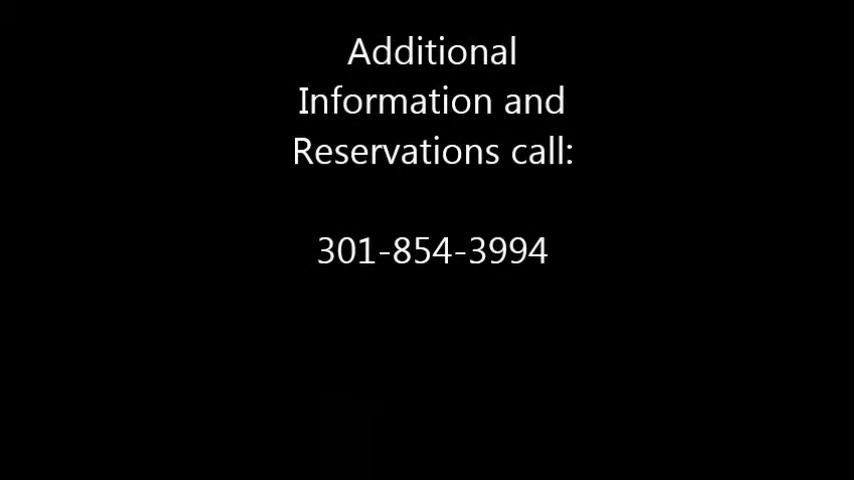 Additional
Information and
Reservations call:
301-854-3994